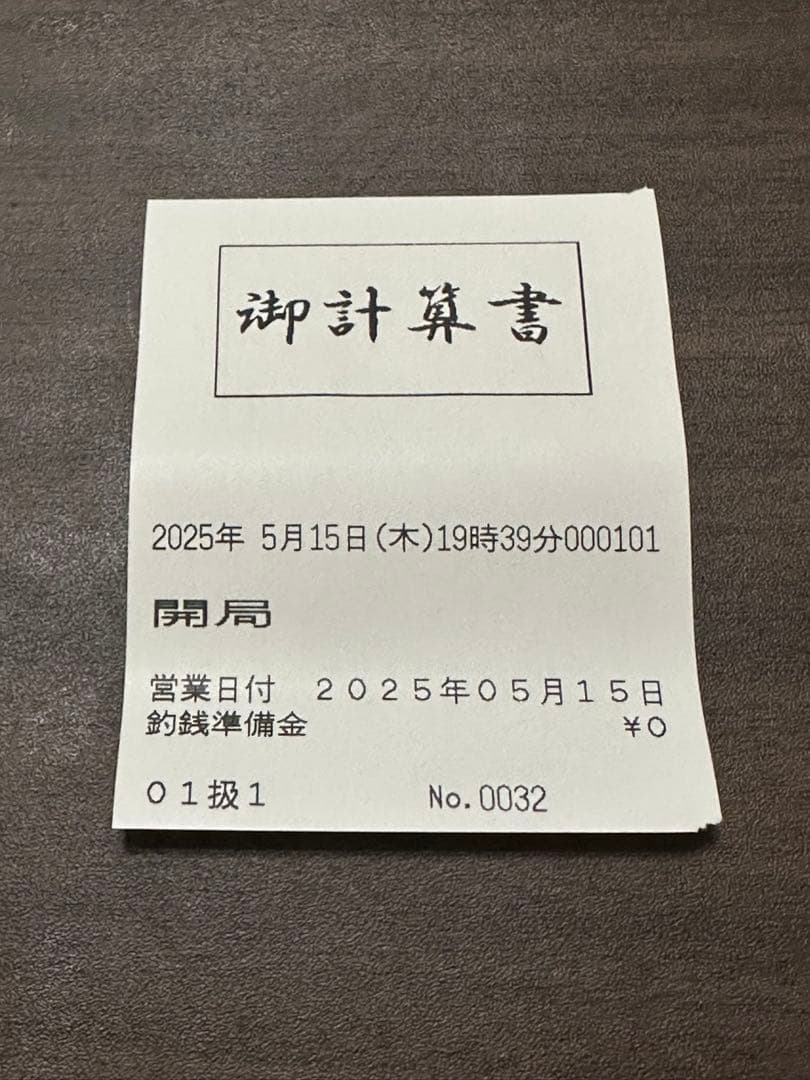 御計算書
2025年 5月15日(木)19時39分000101
開局
営業日付 ２０２５年０５月１５日
釣銭準備金 ¥０
０１扱１ No.0032